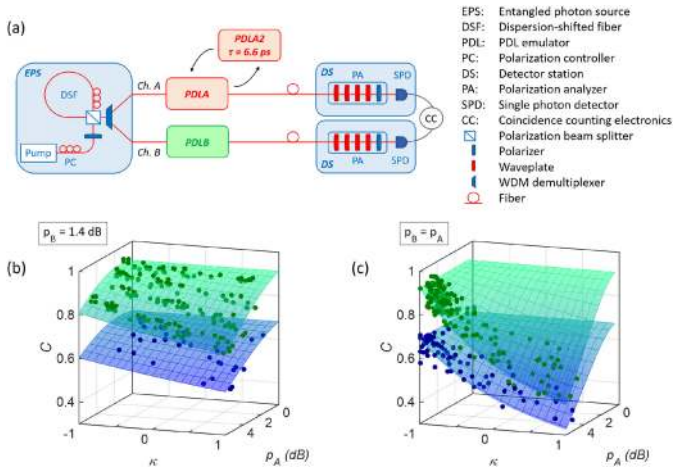 (a)
EPS
DSF
Pump
PC
Ch. A
Ch. B
PDLA2
τ = 6.6 ps
PDLA
PDLB
DS
PA
SPD
CC
DS
PA
SPD
EPS: Entangled photon source
DSF: Dispersion-shifted fiber
PDL: PDL emulator
PC: Polarization controller
DS: Detector station
PA: Polarization analyzer
SPD: Single photon detector
CC: Coincidence counting electronics
Polarization beam splitter
Polarizer
Waveplate
WDM demultiplexer
Fiber
(b)
p_B = 1.4 dB
1
0.8
0.6
0.4
C
-1
0
1
κ
4
2
0
p_A (dB)
(c)
p_B = p_A
1
0.8
0.6
0.4
C
-1
0
1
κ
4
2
0
p_A (dB)